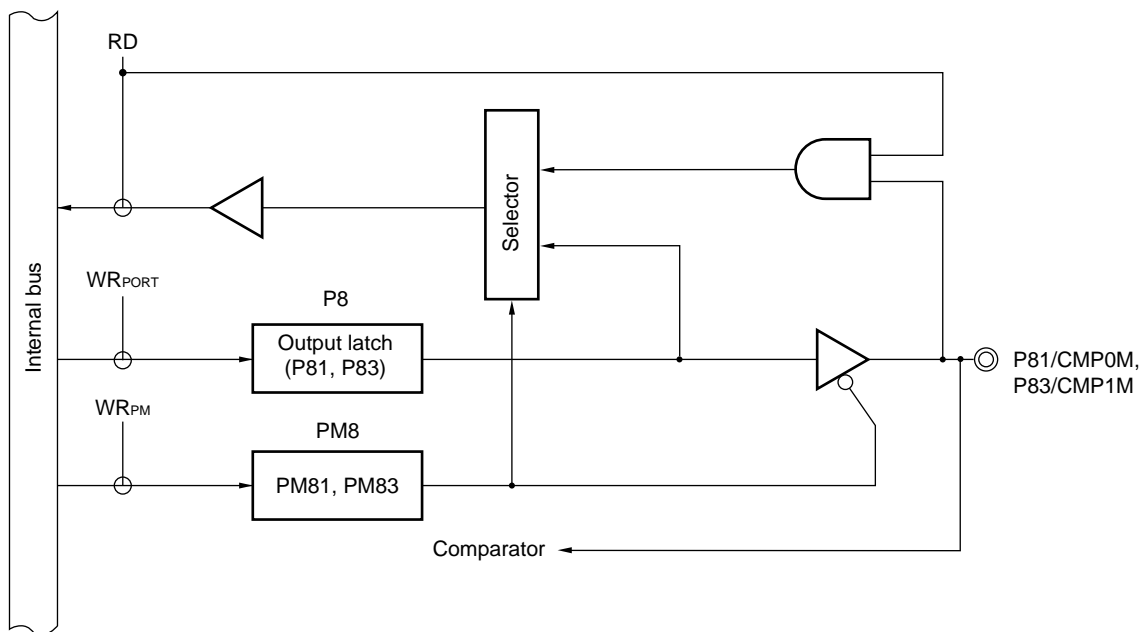 RD
Selector
Internal bus
WRPORT
P8
Output latch
(P81, P83)
P81/CMP0M,
P83/CMP1M
WRPM
PM8
PM81, PM83
Comparator